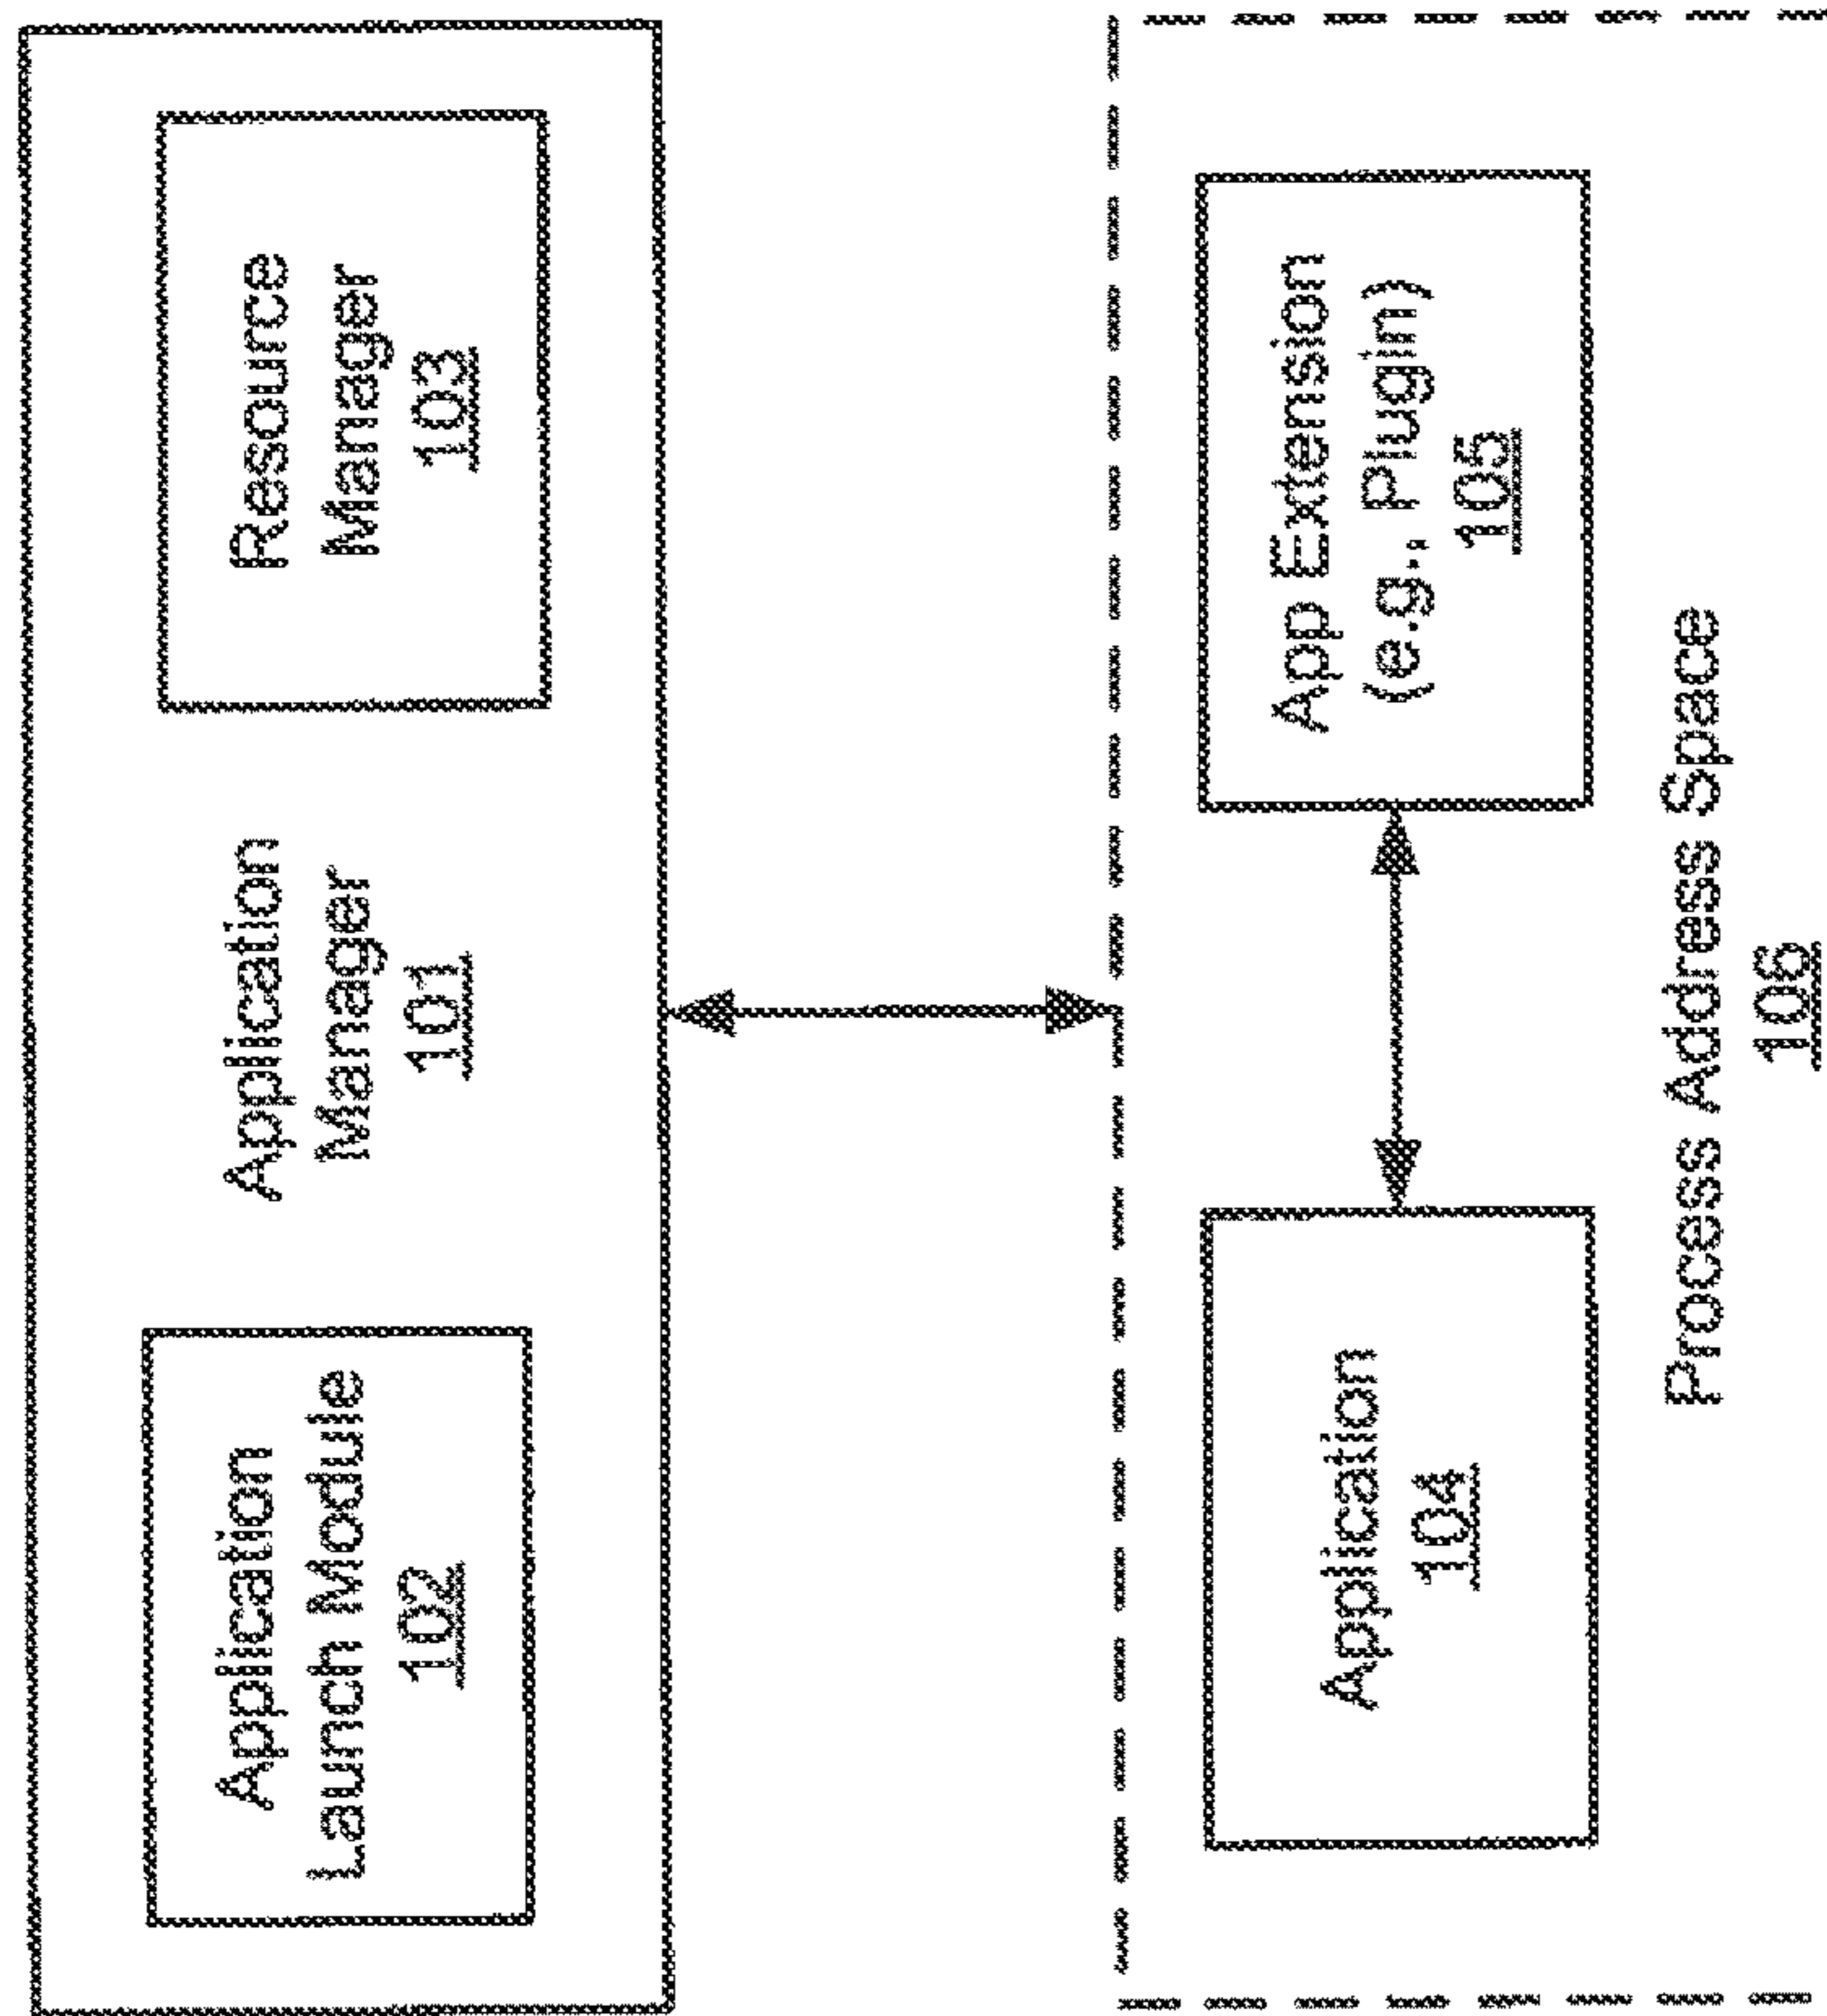 Application
Launch Module
102
Application
Manager
101
Resource
Manager
103
Application
104
App Extension
(e.g., Plugin)
105
Process Address Space
106